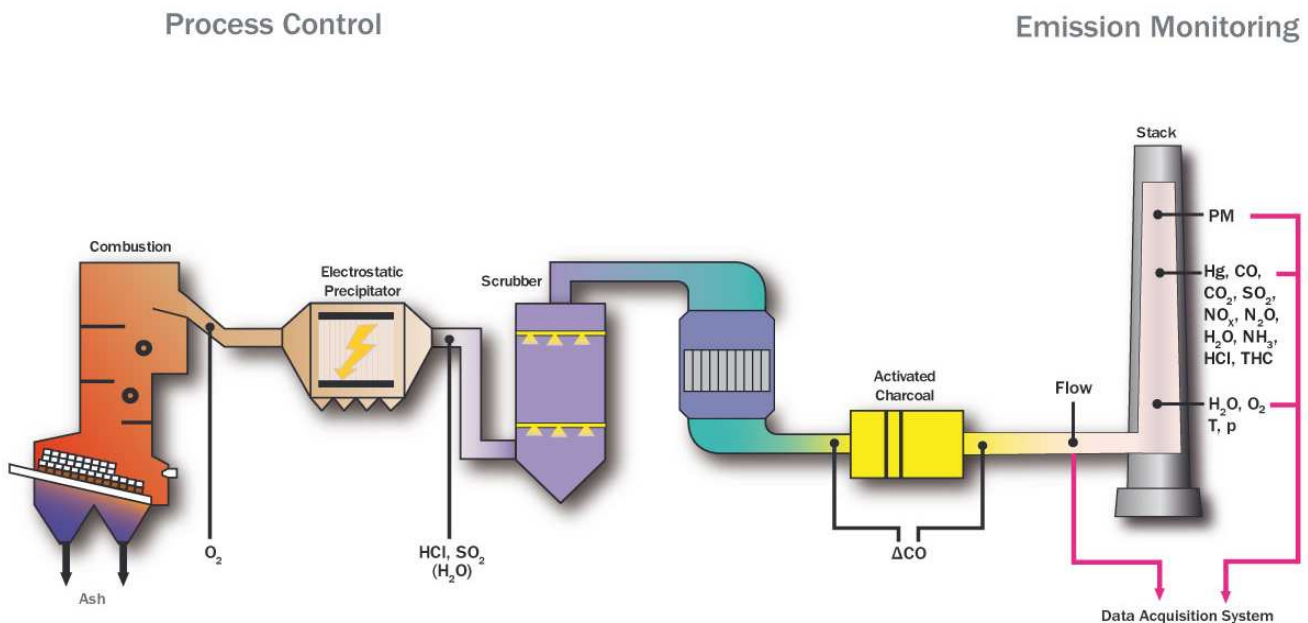 Process Control
Emission Monitoring
Stack
PM
Combustion
Electrostatic
Precipitator
Scrubber
Hg, CO,
CO₂, SO₂,
NOₓ, N₂O,
H₂O, NH₃,
HCl, THC
Activated
Charcoal
Flow
H₂O, O₂
T, p
O₂
HCl, SO₂
(H₂O)
ΔCO
Ash
Data Acquisition System